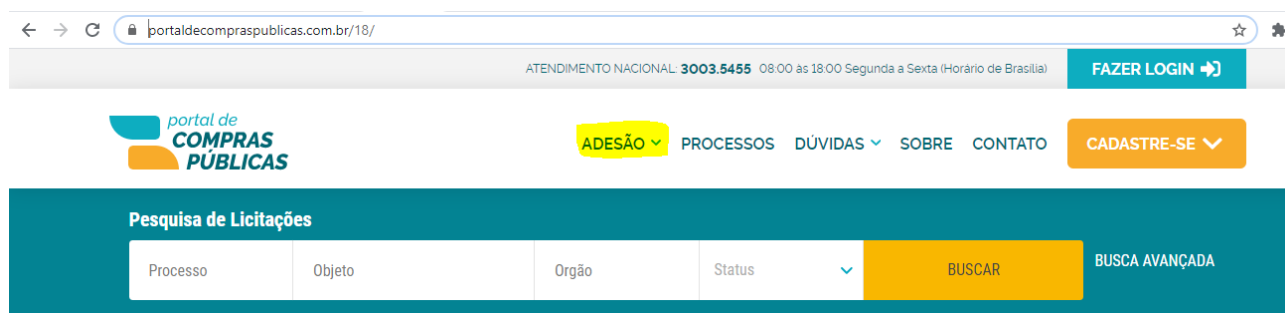 portaldecompraspublicas.com.br/18/
ATENDIMENTO NACIONAL: 3003.5455 08:00 às 18:00 Segunda a Sexta (Horário de Brasília)
FAZER LOGIN
portal de
COMPRAS
PÚBLICAS
ADESÃO
PROCESSOS
DÚVIDAS
SOBRE
CONTATO
CADASTRE-SE
Pesquisa de Licitações
Processo
Objeto
Orgão
Status
BUSCAR
BUSCA AVANÇADA